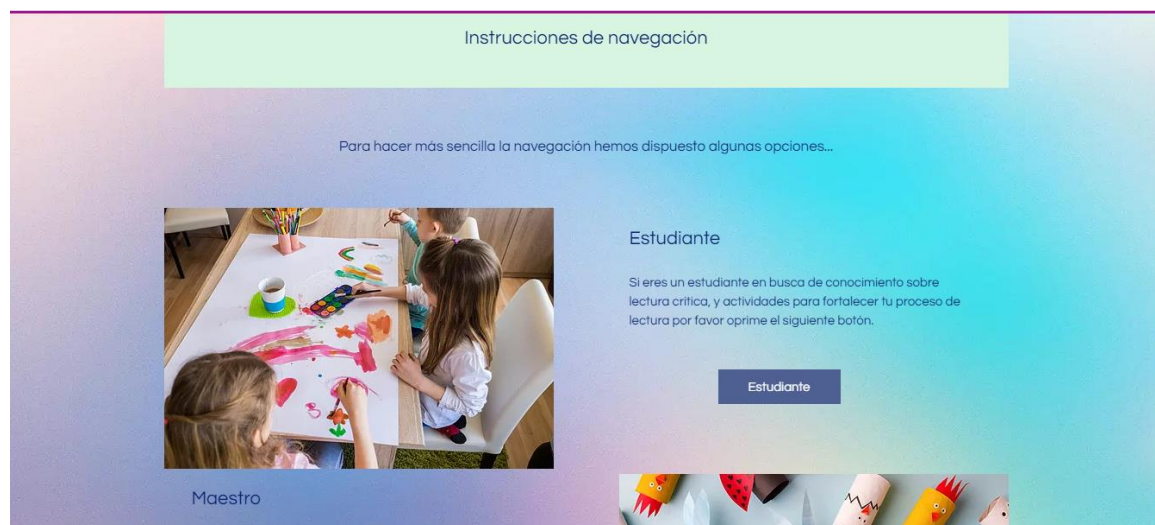 Instrucciones de navegación
Para hacer más sencilla la navegación hemos dispuesto algunas opciones...
Estudiante
Si eres un estudiante en busca de conocimiento sobre
lectura crítica, y actividades para fortalecer tu proceso de
lectura por favor oprime el siguiente botón.
Estudiante
Maestro